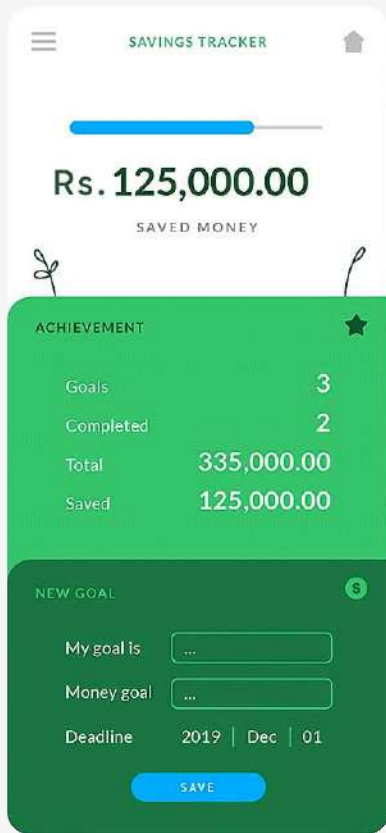 SAVINGS TRACKER
Rs. 125,000.00
SAVED MONEY
ACHIEVEMENT
Goals 3
Completed 2
Total 335,000.00
Saved 125,000.00
NEW GOAL S
My goal is ...
Money goal ...
Deadline 2019 | Dec | 01
SAVE